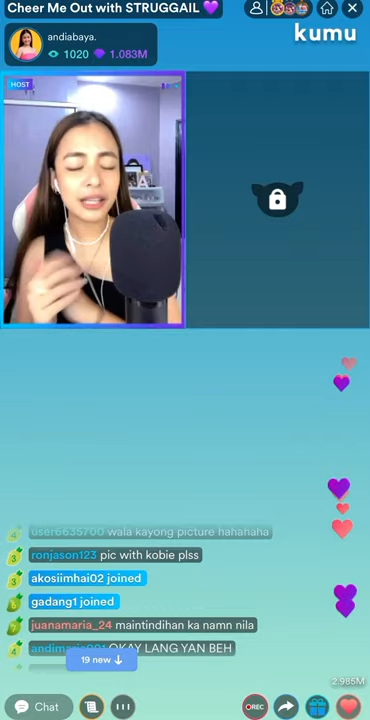 Cheer Me Out with STRUGGAIL 💜
andiabaya.
1020 1.083M
kumu
HOST
user6635700 wala kayong picture hahahaha
ronjason123 pic with kobie plss
akosiimhai02 joined
gadang1 joined
juanamaria_24 maintindihan ka namn nila
OKAY LANG YAN BEH
19 new ↓
2.985M
Chat
REC